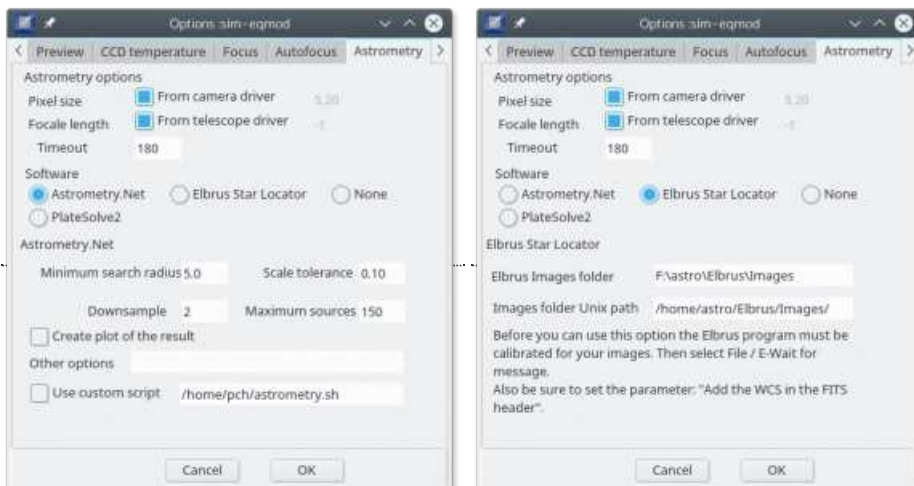 Options :sim-eqmod
Preview CCD temperature Focus Autofocus Astrometry
Astrometry options
Pixel size From camera driver 5.20
Focale length From telescope driver -1
Timeout 180
Software
Astrometry.Net Elbrus Star Locator None
PlateSolve2
Astrometry.Net
Minimum search radius 5.0 Scale tolerance 0.10
Downsample 2 Maximum sources 150
Create plot of the result
Other options
Use custom script /home/pch/astrometry.sh
Cancel OK
Options :sim-eqmod
Preview CCD temperature Focus Autofocus Astrometry
Astrometry options
Pixel size From camera driver 5.20
Focale length From telescope driver -1
Timeout 180
Software
Astrometry.Net Elbrus Star Locator None
PlateSolve2
Elbrus Star Locator
Elbrus Images folder F:\astro\Elbrus\Images
Images folder Unix path /home/astro/Elbrus/Images/
Before you can use this option the Elbrus program must be
calibrated for your images. Then select File / E-Wait for
message.
Also be sure to set the parameter: "Add the WCS in the FITS
header".
Cancel OK